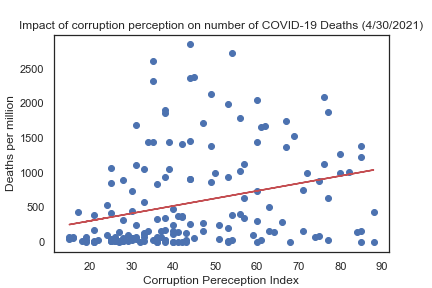 Impact of corruption perception on number of COVID-19 Deaths (4/30/2021)
Deaths per million
2500
2000
1500
1000
500
0
20 30 40 50 60 70 80 90
Corruption Pereception Index